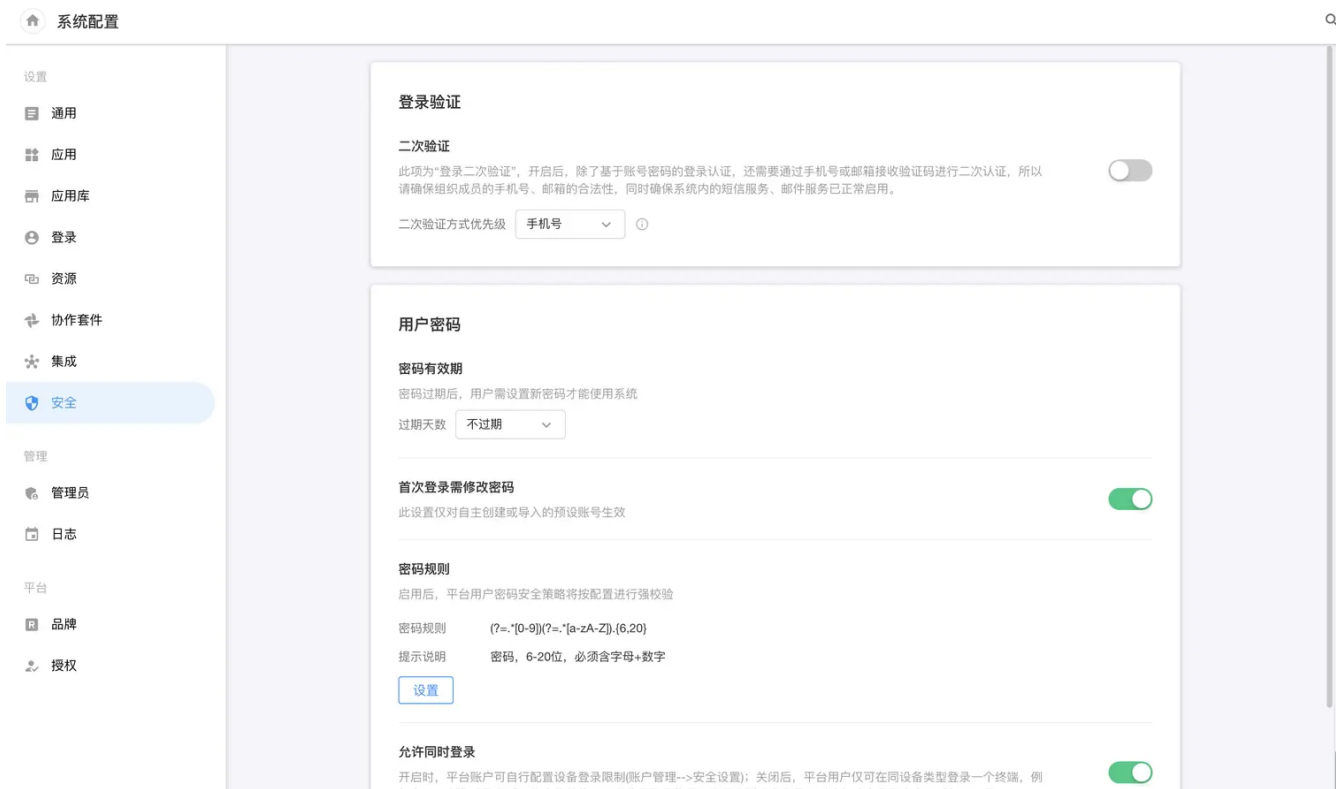 系统配置
设置
通用
应用
应用库
登录
资源
协作套件
集成
安全
管理
管理员
日志
平台
品牌
授权
登录验证
二次验证
此项为“登录二次验证”，开启后，除了基于账号密码的登录认证，还需要通过手机号或邮箱接收验证码进行二次认证，所以
请确保组织成员的手机号、邮箱的合法性，同时确保系统内的短信服务、邮件服务已正常启用。
二次验证方式优先级 手机号
用户密码
密码有效期
密码过期后，用户需设置新密码才能使用系统
过期天数 不过期
首次登录需修改密码
此设置仅对自主创建或导入的预设账号生效
密码规则
启用后，平台用户密码安全策略将按配置进行强校验
密码规则 (?=.*[0-9])(?=.*[a-zA-Z]).{6,20}
提示说明 密码，6-20位，必须含字母+数字
设置
允许同时登录
开启时，平台账户可自行配置设备登录限制(账户管理-->安全设置)；关闭后，平台用户仅可在同设备类型登录一个终端，例